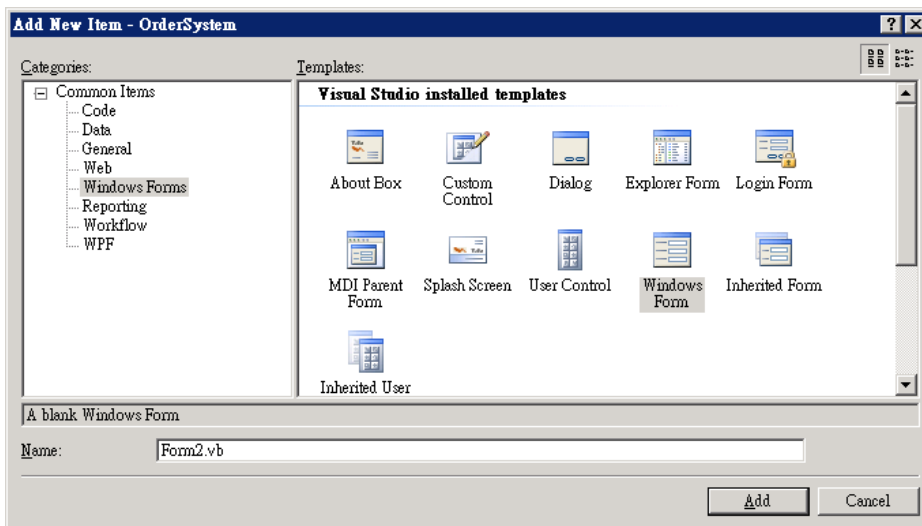 Add New Item - OrderSystem
Categories:
Templates:
Common Items
Code
Data
General
Web
Windows Forms
Reporting
Workflow
WPF
Visual Studio installed templates
About Box
Custom
Control
Dialog
Explorer Form
Login Form
MDI Parent
Form
Splash Screen
User Control
Windows
Form
Inherited Form
Inherited User
A blank Windows Form
Name:
Form2.vb
Add
Cancel